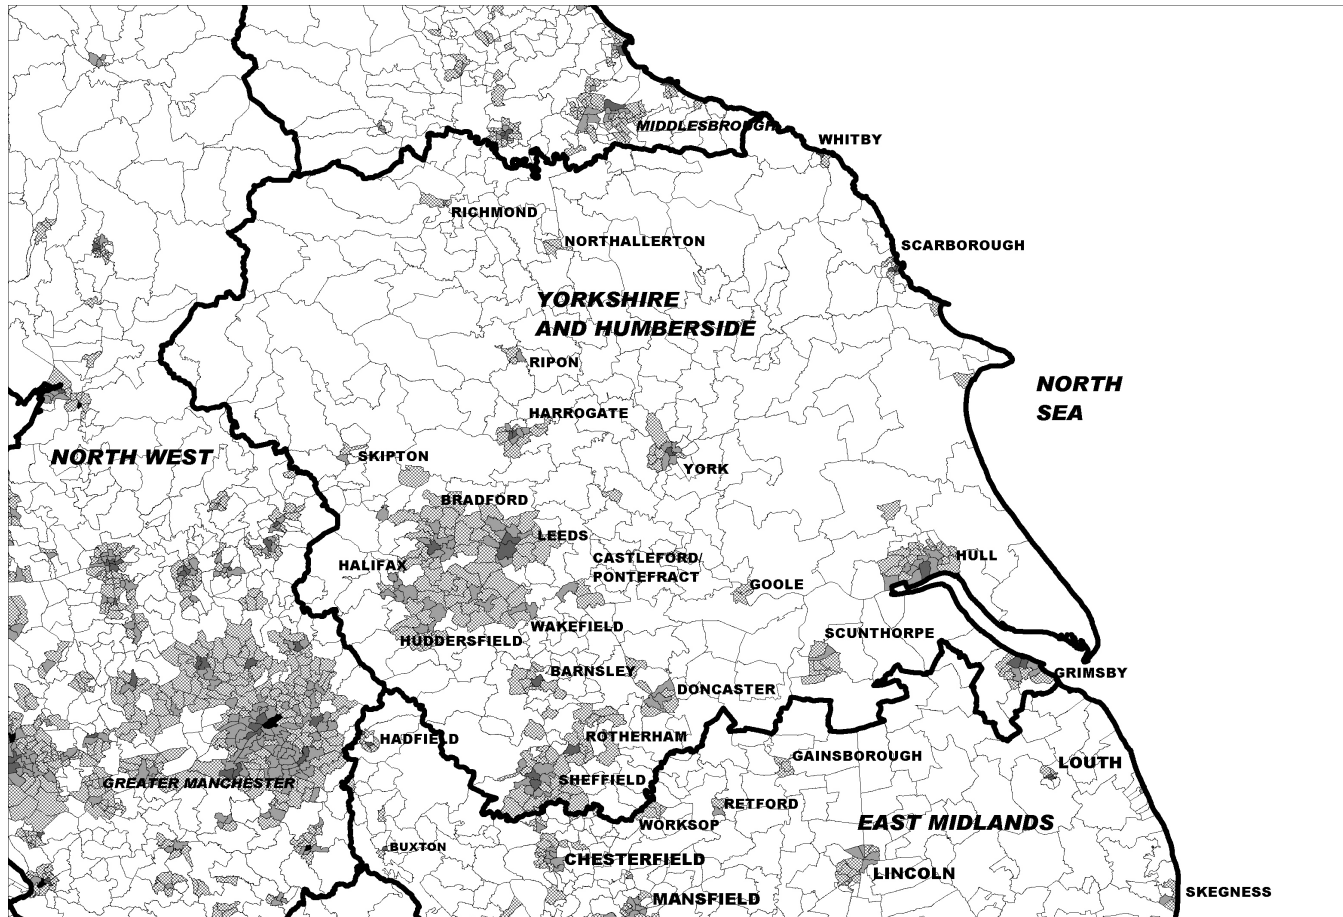 MIDDLESBROUGH
WHITBY
RICHMOND
NORTHALLERTON
SCARBOROUGH
YORKSHIRE
AND HUMBERSIDE
RIPON
NORTH
SEA
HARROGATE
NORTH WEST
SKIPTON
YORK
BRADFORD
LEEDS
HALIFAX
CASTLEFORD/
PONTEFRACT
HULL
GOOLE
WAKEFIELD
SCUNTHORPE
HUDDERSFIELD
BARNSLEY
GRIMSBY
DONCASTER
HADFIELD
ROTHERHAM
GAINSBOROUGH
LOUTH
GREATER MANCHESTER
SHEFFIELD
RETFORD
WORKSOP
EAST MIDLANDS
BUXTON
CHESTERFIELD
LINCOLN
MANSFIELD
SKEGNESS